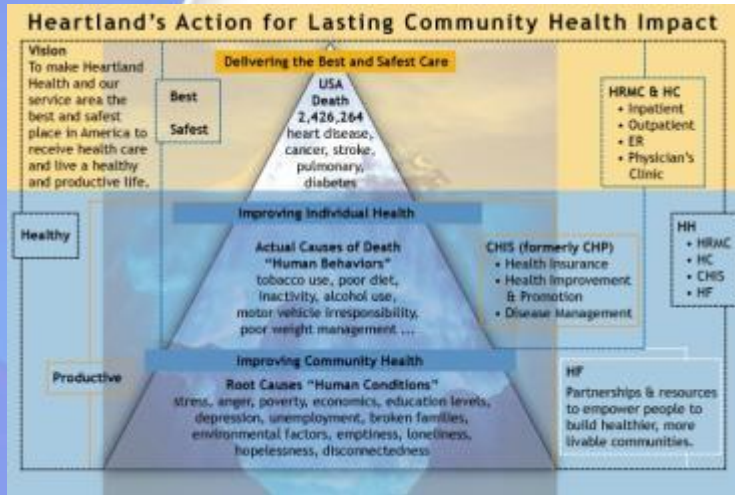 Heartland's Action for Lasting Community Health Impact
Vision
To make Heartland
Health and our
service area the
best and safest
place in America to
receive health care
and live a healthy
and productive life.
Best
Safest
Delivering the Best and Safest Care
USA
Death
2,426,264
heart disease,
cancer, stroke,
pulmonary,
diabetes
HRMC & HC
• Inpatient
• Outpatient
• ER
• Physician's
Clinic
Healthy
Improving Individual Health
Actual Causes of Death
"Human Behaviors"
tobacco use, poor diet,
inactivity, alcohol use,
motor vehicle irresponsibility,
poor weight management ...
CHIS (formerly CHP)
• Health Insurance
• Health Improvement
& Promotion
• Disease Management
HH
• HRMC
• HC
• CHIS
• HF
Productive
Improving Community Health
Root Causes "Human Conditions"
stress, anger, poverty, economics, education levels,
depression, unemployment, broken families,
environmental factors, emptiness, loneliness,
hopelessness, disconnectedness
HF
Partnerships & resources
to empower people to
build healthier, more
livable communities.